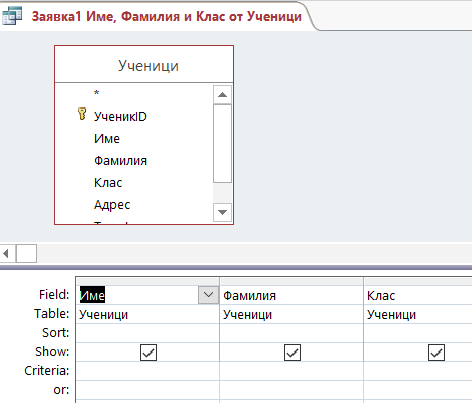 Заявка1 Име, Фамилия и Клас от Ученици
Ученици
*
УченикID
Име
Фамилия
Клас
Адрес
Field: Име Фамилия Клас
Table: Ученици Ученици Ученици
Sort:
Show:
Criteria:
or: